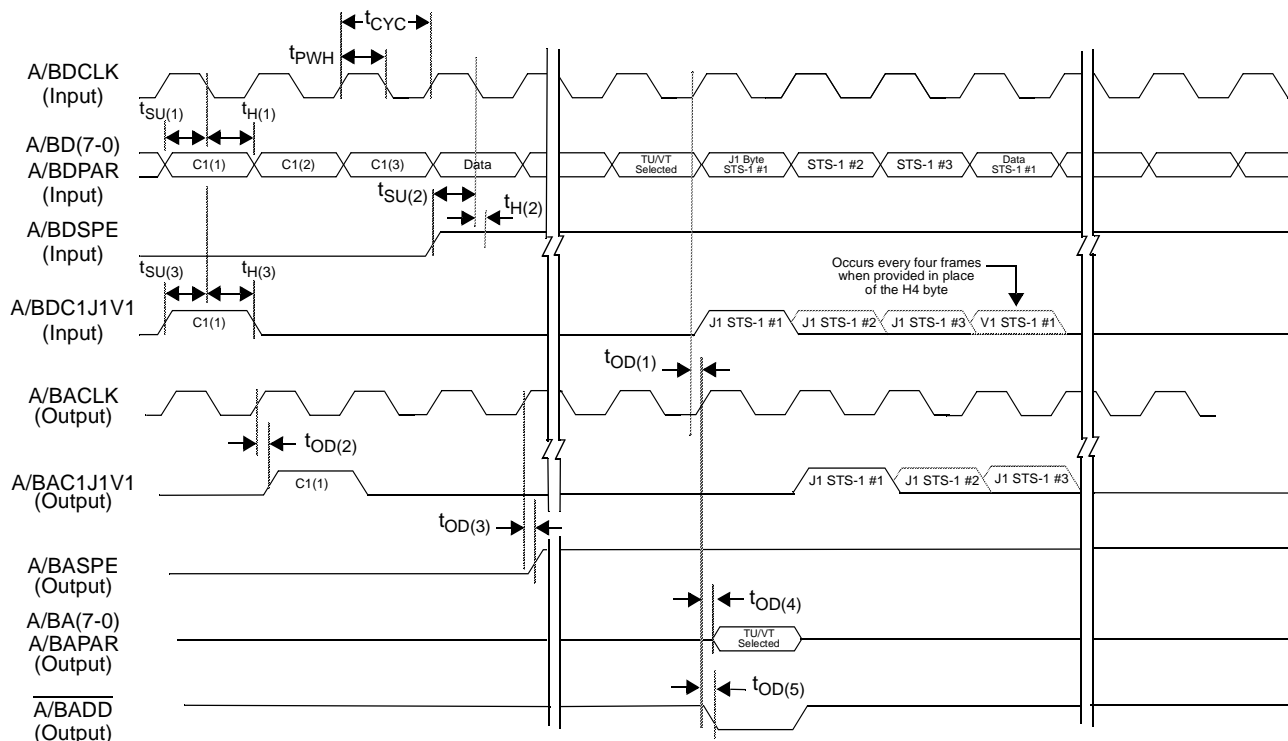 tCYC
tPWH
A/BDCLK
(Input)
tSU(1)
tH(1)
A/BD(7-0)
A/BDPAR
(Input)
C1(1)
C1(2)
C1(3)
Data
TU/VT
Selected
J1 Byte
STS-1 #1
STS-1 #2
STS-1 #3
Data
STS-1 #1
tSU(2)
tH(2)
A/BDSPE
(Input)
tSU(3)
tH(3)
Occurs every four frames
when provided in place
of the H4 byte
A/BDC1J1V1
(Input)
C1(1)
J1 STS-1 #1
J1 STS-1 #2
J1 STS-1 #3
V1 STS-1 #1
tOD(1)
A/BACLK
(Output)
tOD(2)
A/BAC1J1V1
(Output)
C1(1)
J1 STS-1 #1
J1 STS-1 #2
J1 STS-1 #3
tOD(3)
A/BASPE
(Output)
A/BA(7-0)
A/BAPAR
(Output)
tOD(4)
TU/VT
Selected
tOD(5)
A/BADD
(Output)